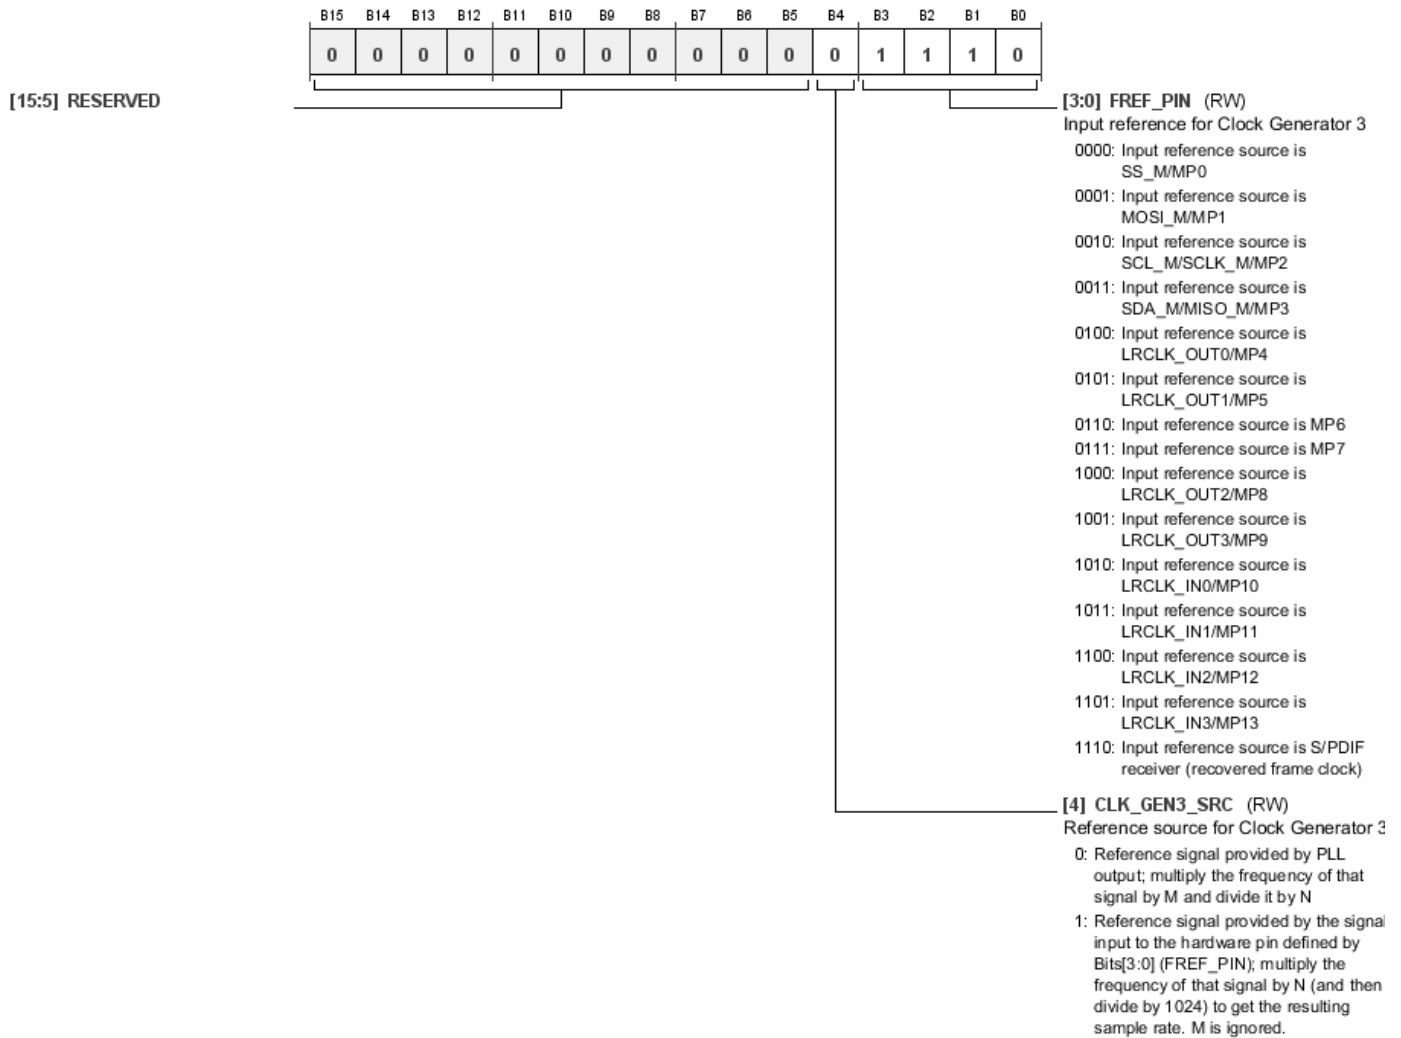 B15 B14 B13 B12 B11 B10 B9 B8 B7 B6 B5 B4 B3 B2 B1 B0
0 0 0 0 0 0 0 0 0 0 0 0 1 1 1 0
[15:5] RESERVED
[3:0] FREF_PIN (RW)
Input reference for Clock Generator 3
0000: Input reference source is
SS_M/MP0
0001: Input reference source is
MOSI_M/MP1
0010: Input reference source is
SCL_M/SCLK_M/MP2
0011: Input reference source is
SDA_M/MISO_M/MP3
0100: Input reference source is
LRCLK_OUT0/MP4
0101: Input reference source is
LRCLK_OUT1/MP5
0110: Input reference source is MP6
0111: Input reference source is MP7
1000: Input reference source is
LRCLK_OUT2/MP8
1001: Input reference source is
LRCLK_OUT3/MP9
1010: Input reference source is
LRCLK_IN0/MP10
1011: Input reference source is
LRCLK_IN1/MP11
1100: Input reference source is
LRCLK_IN2/MP12
1101: Input reference source is
LRCLK_IN3/MP13
1110: Input reference source is S/PDIF
receiver (recovered frame clock)
[4] CLK_GEN3_SRC (RW)
Reference source for Clock Generator 3
0: Reference signal provided by PLL
output; multiply the frequency of that
signal by M and divide it by N
1: Reference signal provided by the signal
input to the hardware pin defined by
Bits[3:0] (FREF_PIN); multiply the
frequency of that signal by N (and then
divide by 1024) to get the resulting
sample rate. M is ignored.